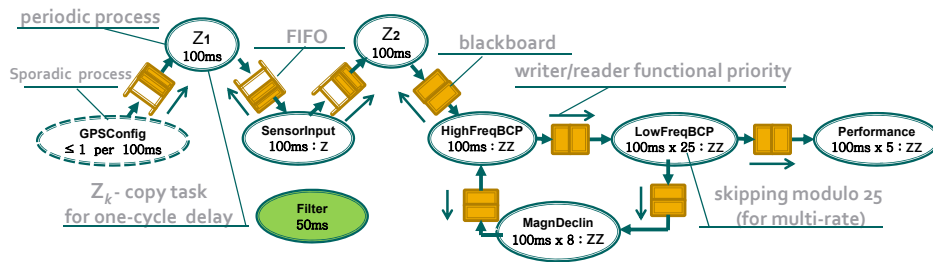 periodic process
Z1
100ms
FIFO
Z2
100ms
blackboard
Sporadic process
writer/reader functional priority
GPSConfig
≤ 1 per 100ms
SensorInput
100ms : Z
HighFreqBCP
100ms : ZZ
LowFreqBCP
100ms x 25 : ZZ
Performance
100ms x 5 : ZZ
Zk - copy task
for one-cycle delay
Filter
50ms
MagnDeclin
100ms x 8 : ZZ
skipping modulo 25
(for multi-rate)